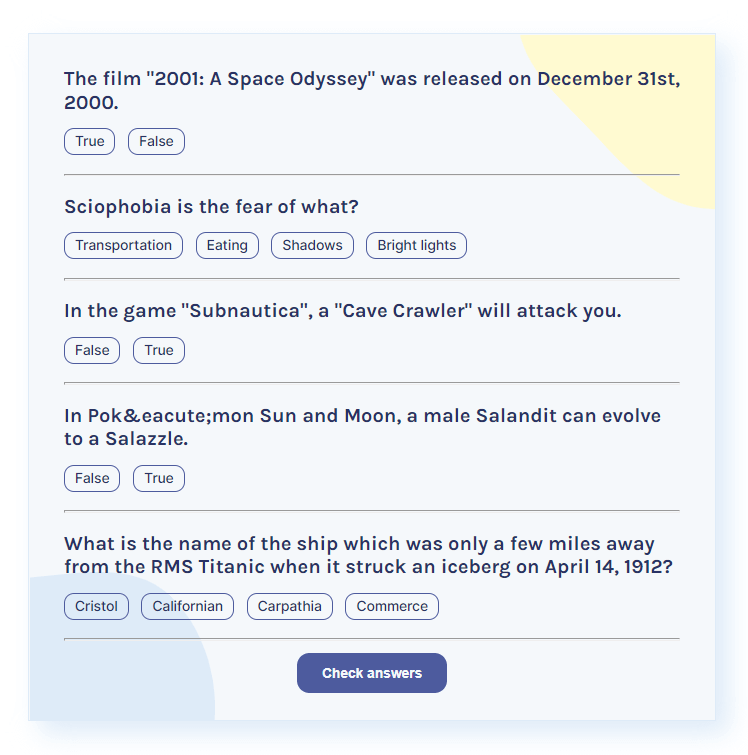 The film "2001: A Space Odyssey" was released on December 31st,
2000.
True False
Sciophobia is the fear of what?
Transportation Eating Shadows Bright lights
In the game "Subnautica", a "Cave Crawler" will attack you.
False True
In Pok&eacute;mon Sun and Moon, a male Salandit can evolve
to a Salazzle.
False True
What is the name of the ship which was only a few miles away
from the RMS Titanic when it struck an iceberg on April 14, 1912?
Cristol Californian Carpathia Commerce
Check answers